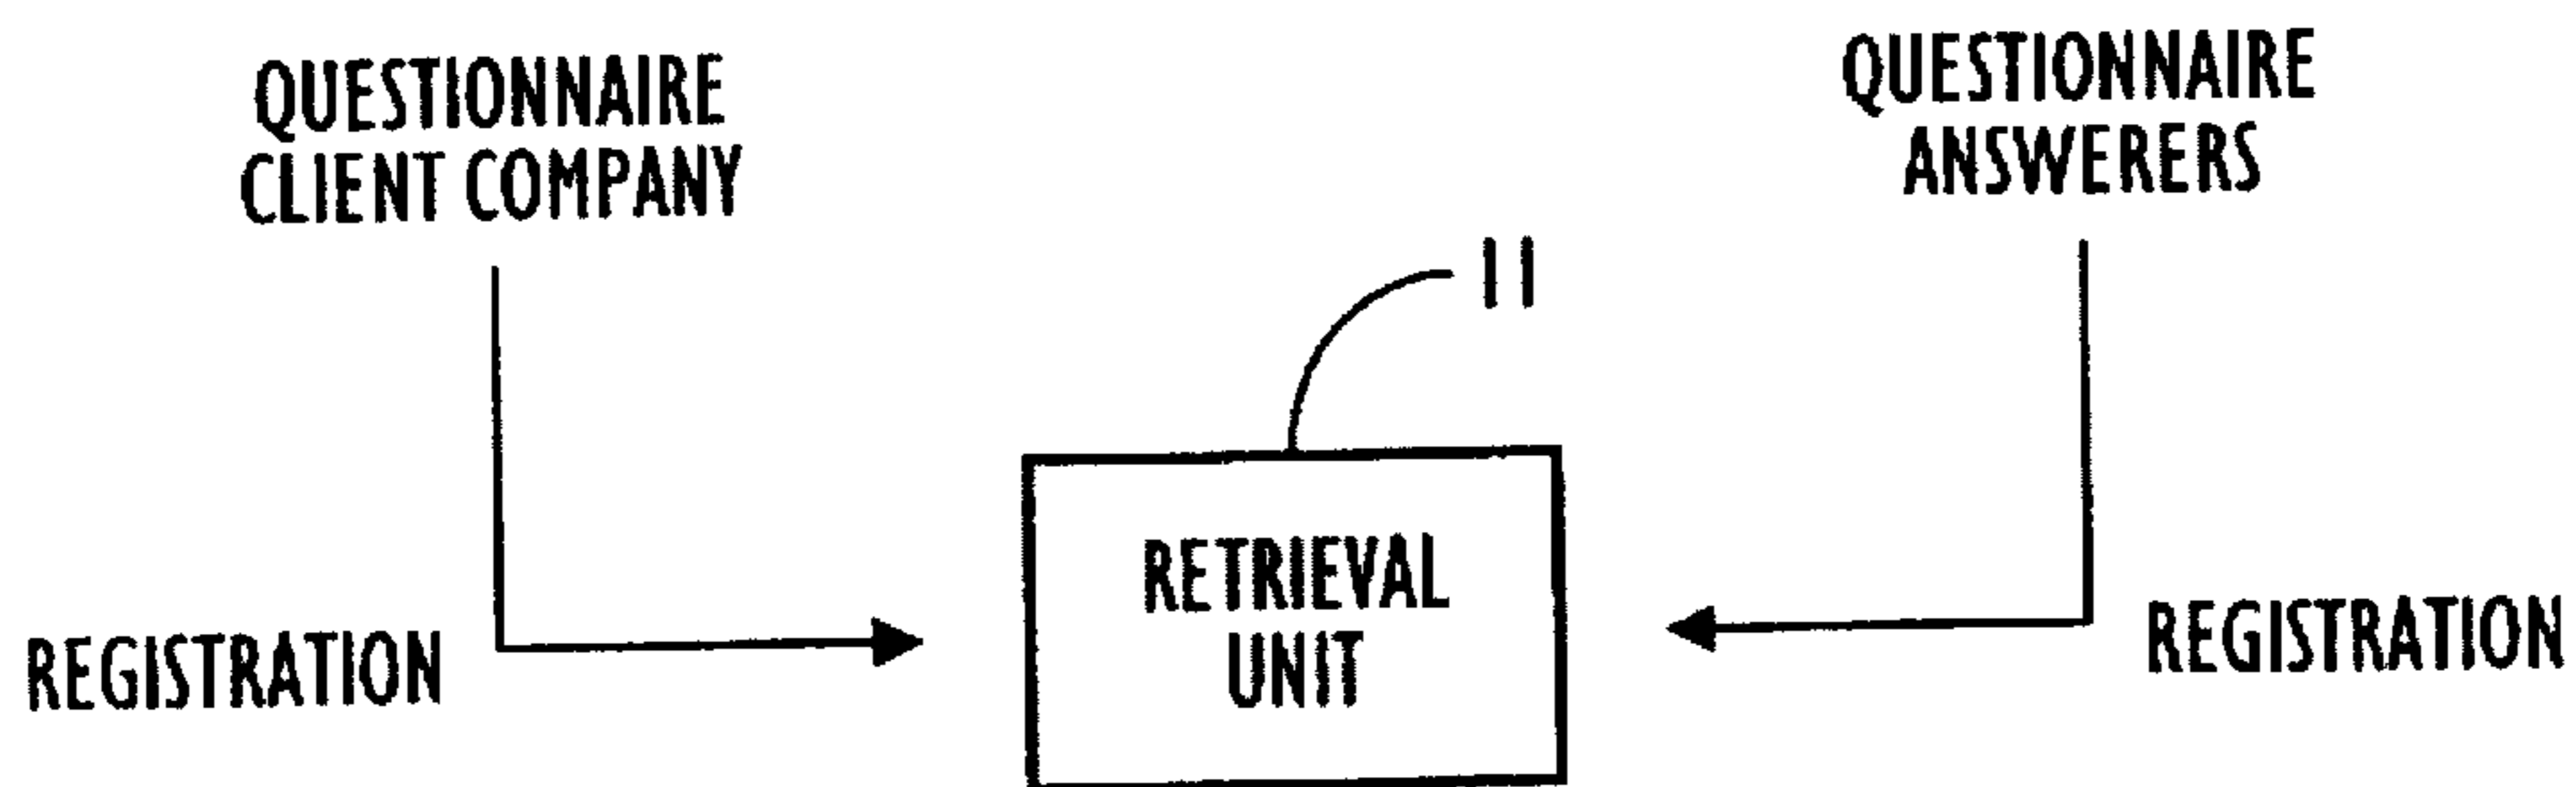 QUESTIONNAIRE
CLIENT COMPANY
QUESTIONNAIRE
ANSWERERS
11
RETRIEVAL
UNIT
REGISTRATION
REGISTRATION